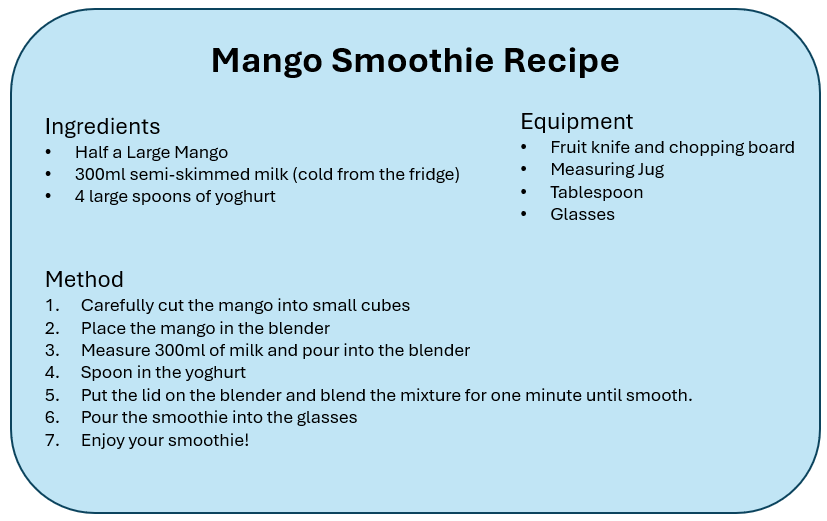 Mango Smoothie Recipe
Ingredients
• Half a Large Mango
• 300ml semi-skimmed milk (cold from the fridge)
• 4 large spoons of yoghurt
Equipment
• Fruit knife and chopping board
• Measuring Jug
• Tablespoon
• Glasses
Method
1. Carefully cut the mango into small cubes
2. Place the mango in the blender
3. Measure 300ml of milk and pour into the blender
4. Spoon in the yoghurt
5. Put the lid on the blender and blend the mixture for one minute until smooth.
6. Pour the smoothie into the glasses
7. Enjoy your smoothie!